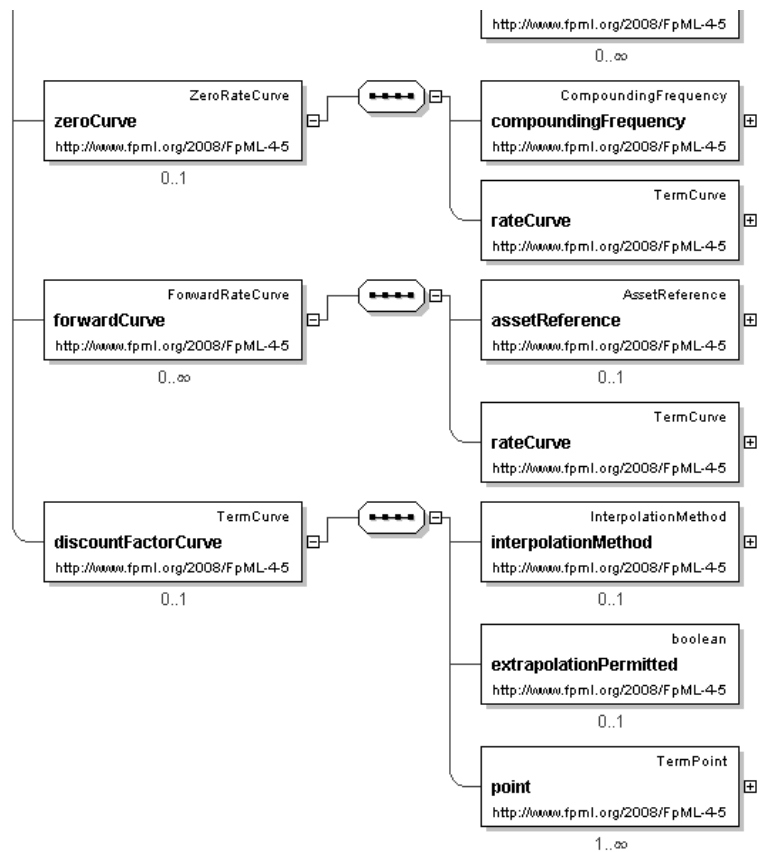 http://www.fpml.org/2008/FpML-4-5
0..∞
ZeroRateCurve
zeroCurve
http://www.fpml.org/2008/FpML-4-5
0..1
CompoundingFrequency
compoundingFrequency
http://www.fpml.org/2008/FpML-4-5
TermCurve
rateCurve
http://www.fpml.org/2008/FpML-4-5
ForwardRateCurve
forwardCurve
http://www.fpml.org/2008/FpML-4-5
0..∞
AssetReference
assetReference
http://www.fpml.org/2008/FpML-4-5
0..1
TermCurve
rateCurve
http://www.fpml.org/2008/FpML-4-5
TermCurve
discountFactorCurve
http://www.fpml.org/2008/FpML-4-5
0..1
InterpolationMethod
interpolationMethod
http://www.fpml.org/2008/FpML-4-5
0..1
boolean
extrapolationPermitted
http://www.fpml.org/2008/FpML-4-5
0..1
TermPoint
point
http://www.fpml.org/2008/FpML-4-5
1..∞